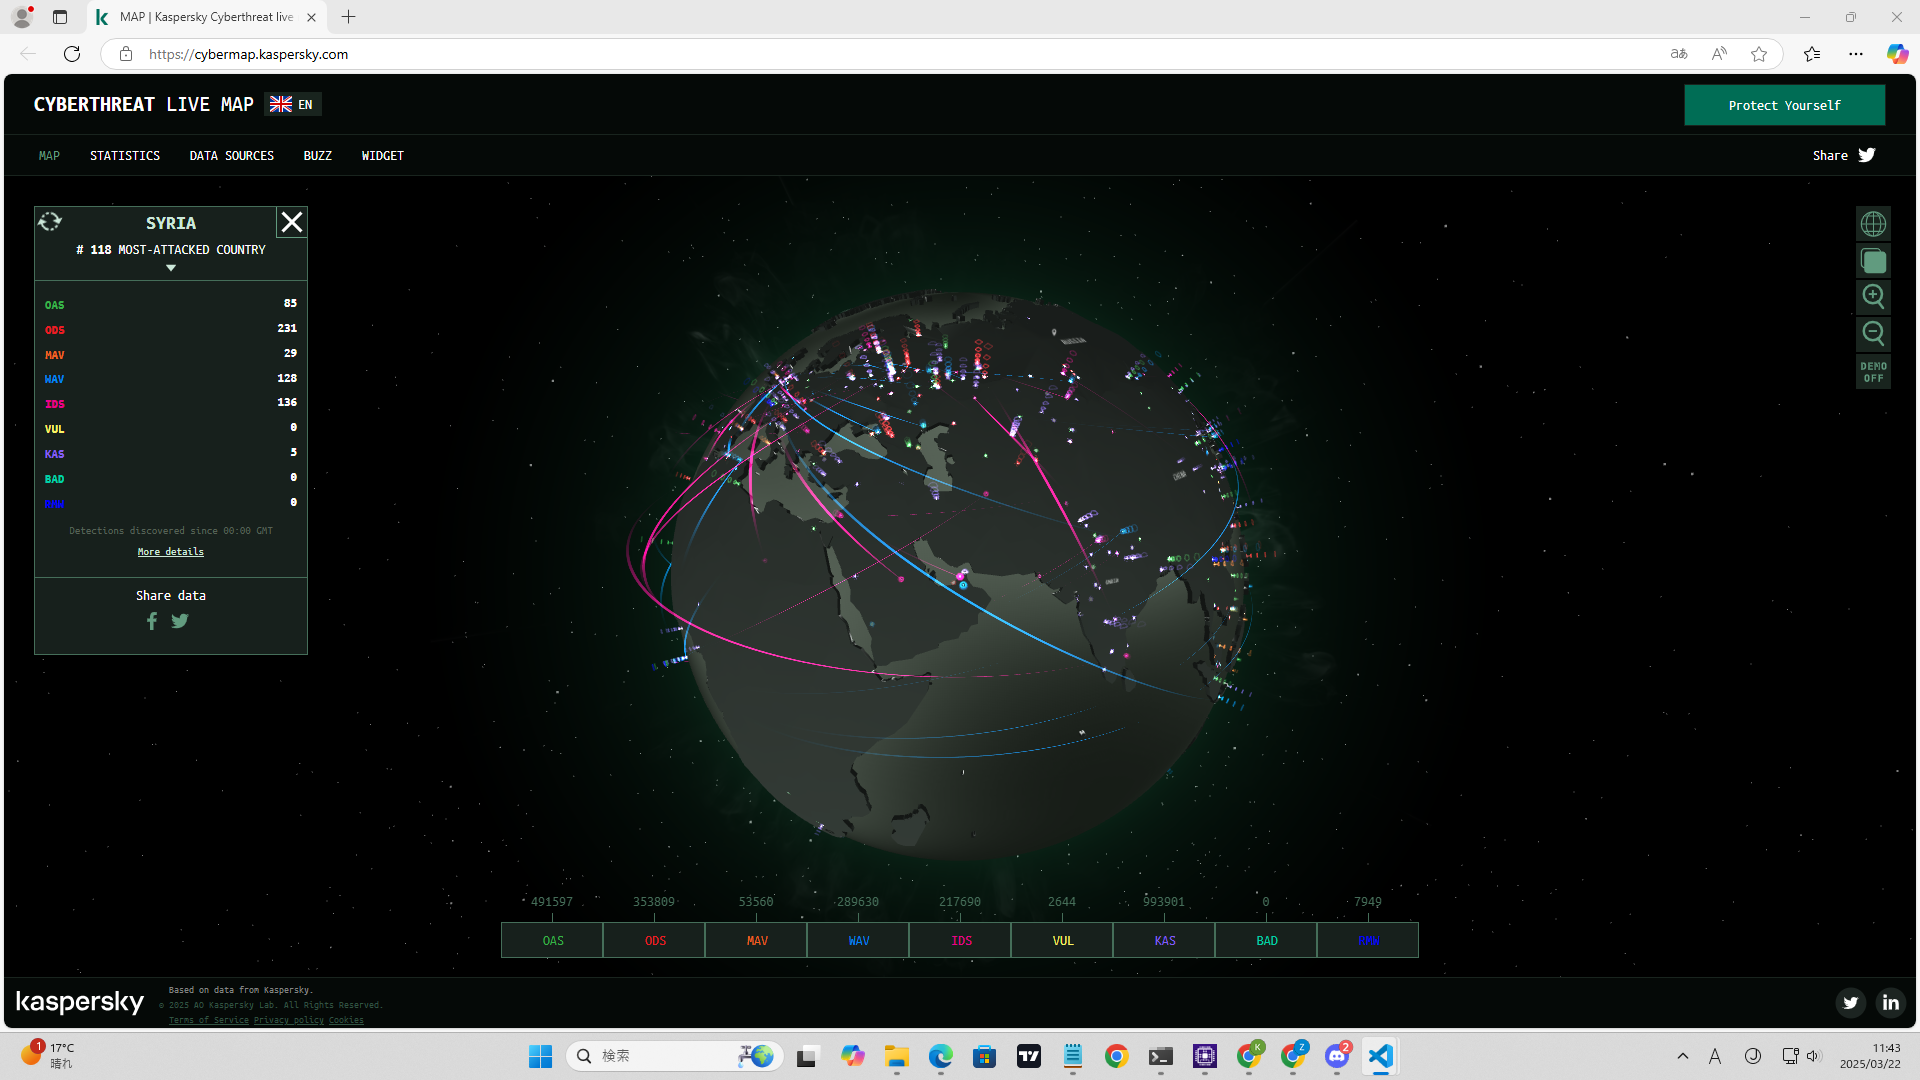 MAP | Kaspersky Cyberthreat live
https://cybermap.kaspersky.com
aあ
CYBERTHREAT LIVE MAP EN
Protect Yourself
MAP STATISTICS DATA SOURCES BUZZ WIDGET
Share
SYRIA
# 118 MOST-ATTACKED COUNTRY
OAS 85
ODS 231
MAV 29
WAV 128
IDS 136
VUL 0
KAS 5
BAD 0
RMW 0
Detections discovered since 00:00 GMT
More details
Share data
DEMO
OFF
CHINA
491597 353809 53560 289630 217690 2644 993901 0 7949
OAS ODS MAV WAV IDS VUL KAS BAD RMW
kaspersky
Based on data from Kaspersky.
© 2025 AO Kaspersky Lab. All Rights Reserved.
Terms of Service Privacy policy Cookies
1
17°C
晴れ
検索
K
Z
2
A
11:43
2025/03/22